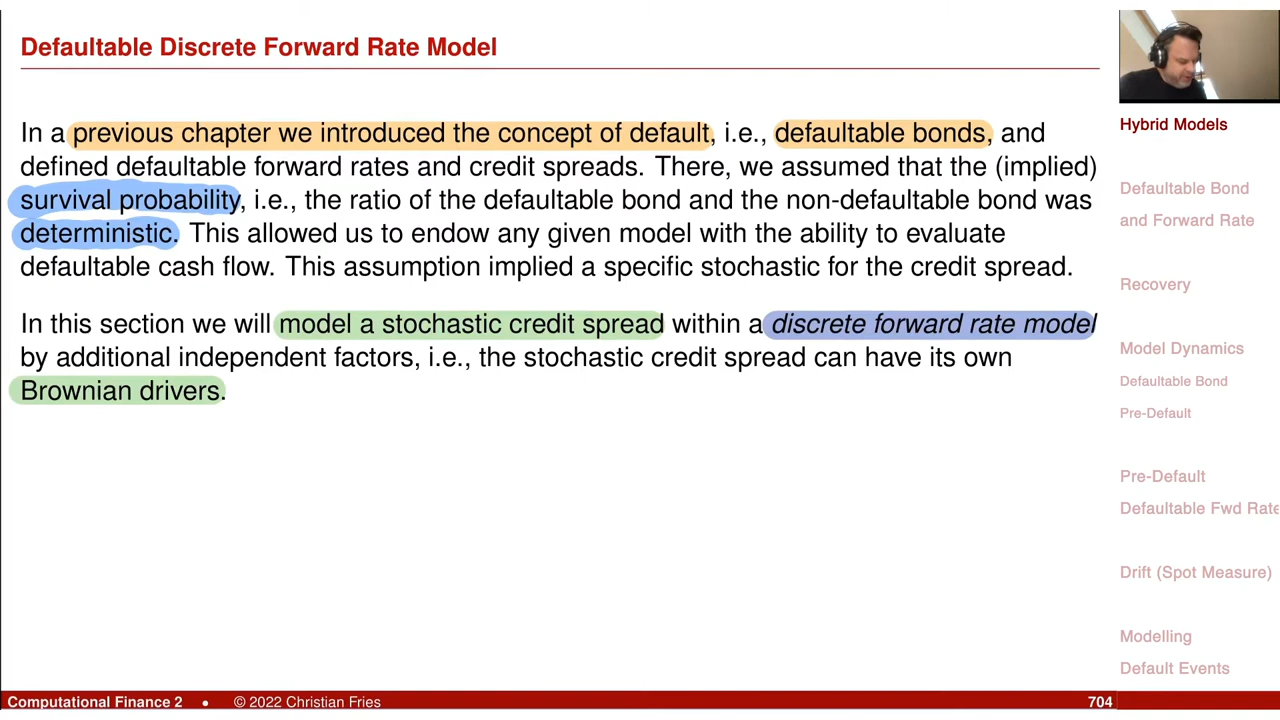 Defaultable Discrete Forward Rate Model
In a previous chapter we introduced the concept of default, i.e., defaultable bonds, and
defined defaultable forward rates and credit spreads. There, we assumed that the (implied)
survival probability, i.e., the ratio of the defaultable bond and the non-defaultable bond was
deterministic. This allowed us to endow any given model with the ability to evaluate
defaultable cash flow. This assumption implied a specific stochastic for the credit spread.
In this section we will model a stochastic credit spread within a discrete forward rate model
by additional independent factors, i.e., the stochastic credit spread can have its own
Brownian drivers.
Hybrid Models
Defaultable Bond
and Forward Rate
Recovery
Model Dynamics
Defaultable Bond
Pre-Default
Pre-Default
Defaultable Fwd Rate
Drift (Spot Measure)
Modelling
Default Events
Computational Finance 2 • © 2022 Christian Fries 704